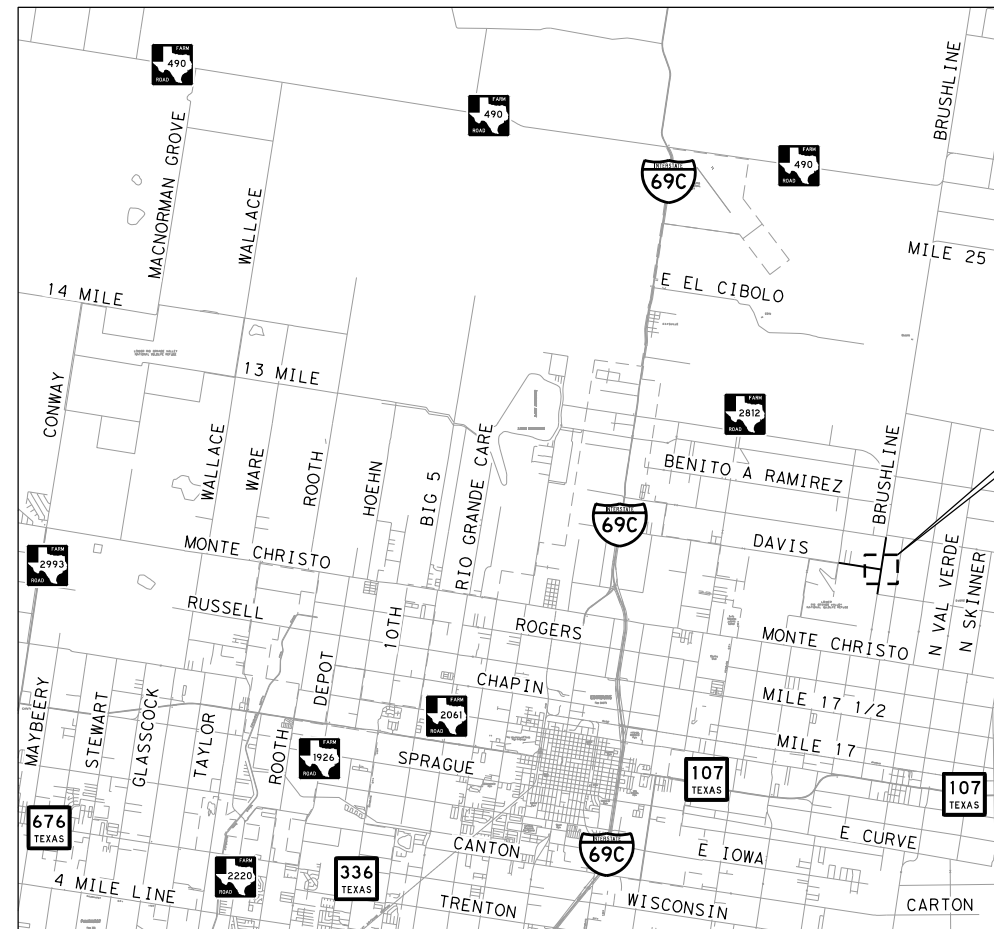 FARM
490
ROAD
FARM
490
ROAD
BRUSHLINE
FARM
490
ROAD
INTERSTATE
69C
MACNORMAN GROVE
WALLACE
MILE 25
E EL CIBOLO
14 MILE
13 MILE
CONWAY
WALLACE
WARE
ROOTH
HOEHN
BIG 5
RIO GRANDE CARE
FARM
2812
ROAD
BENITO A RAMIREZ
BRUSHLINE
INTERSTATE
69C
MONTE CHRISTO
DAVIS
FARM
2993
ROAD
RUSSELL
10TH
ROGERS
MONTE CHRISTO
N VAL VERDE
N SKINNER
DEPOT
CHAPIN
MILE 17 1/2
MAYBEERY
STEWART
GLASSCOCK
TAYLOR
ROOTH
FARM
2061
ROAD
FARM
1926
ROAD
SPRAGUE
MILE 17
107
TEXAS
107
TEXAS
676
TEXAS
CANTON
INTERSTATE
69C
E IOWA
E CURVE
4 MILE LINE
FARM
2220
ROAD
336
TEXAS
TRENTON
WISCONSIN
CARTON